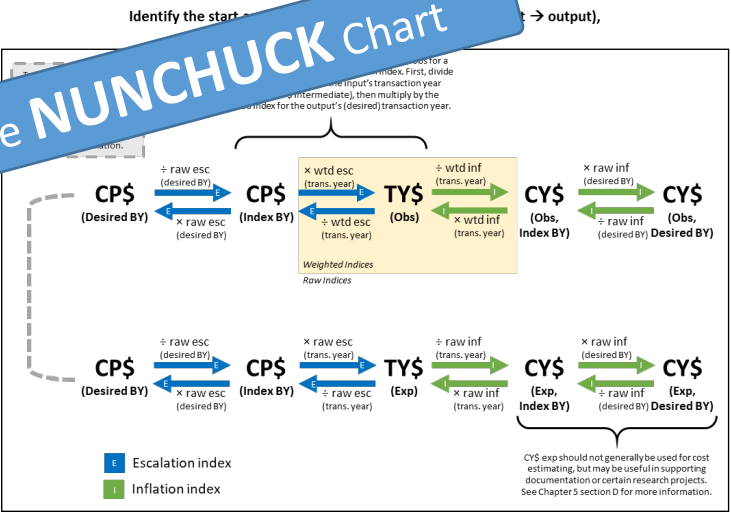 Identify the start
t → output),
e NUNCHUCK Chart
for a
index. First, divide
the input's transaction year
intermediate), then multiply by the
index for the output's (desired) transaction year.
÷ raw esc
(desired BY)
× wtd esc
(trans. year)
÷ wtd inf
(trans. year)
× raw inf
(desired BY)
E E I I
CP$ CP$ TY$ CY$ CY$
(Desired BY) (Index BY) (Obs) (Obs, Index BY) (Obs, Desired BY)
E E I I
× raw esc
(desired BY)
÷ wtd esc
(trans. year)
× wtd inf
(trans. year)
÷ raw inf
(desired BY)
Weighted Indices
Raw Indices
÷ raw esc
(desired BY)
× raw esc
(trans. year)
÷ raw inf
(trans. year)
× raw inf
(desired BY)
E E I I
CP$ CP$ TY$ CY$ CY$
(Desired BY) (Index BY) (Exp) (Exp, Index BY) (Exp, Desired BY)
E E I I
× raw esc
(desired BY)
÷ raw esc
(trans. year)
× raw inf
(trans. year)
÷ raw inf
(desired BY)
E Escalation index
I Inflation index
CY$ exp should not generally be used for cost
estimating, but may be useful in supporting
documentation or certain research projects.
See Chapter 5 section D for more information.